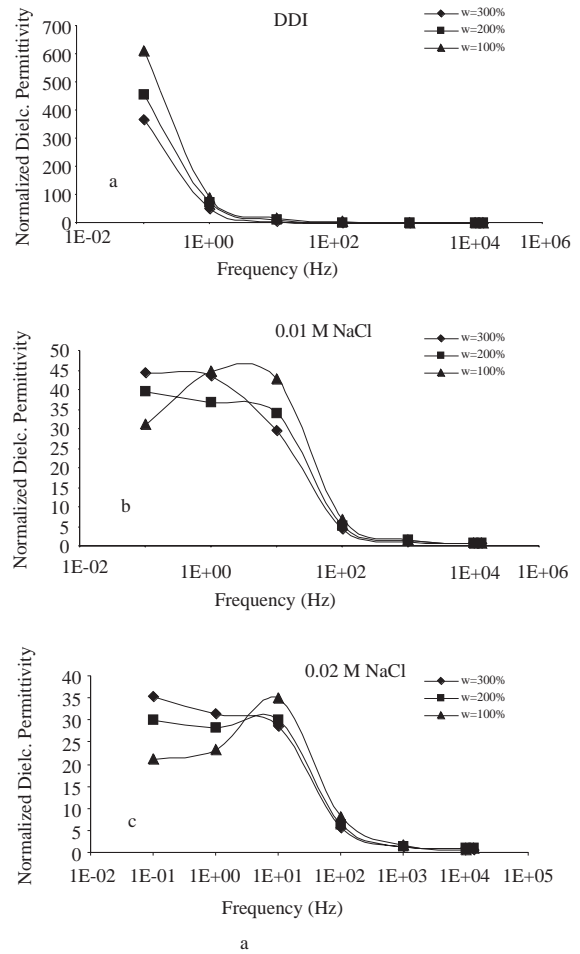 DDI
w=300%
w=200%
w=100%
Normalized Dielc. Permittivity
700
600
500
400
300
200
100
0
a
1E-02 1E+00 1E+02 1E+04 1E+06
Frequency (Hz)
0.01 M NaCl
w=300%
w=200%
w=100%
Normalized Dielc. Permittivity
50
45
40
35
30
25
20
15
10
5
0
b
1E-02 1E+00 1E+02 1E+04 1E+06
Frequency (Hz)
0.02 M NaCl
w=300%
w=200%
w=100%
Normalized Dielc. Permittivity
40
35
30
25
20
15
10
5
0
c
1E-02 1E-01 1E+00 1E+01 1E+02 1E+03 1E+04 1E+05
Frequency (Hz)
a